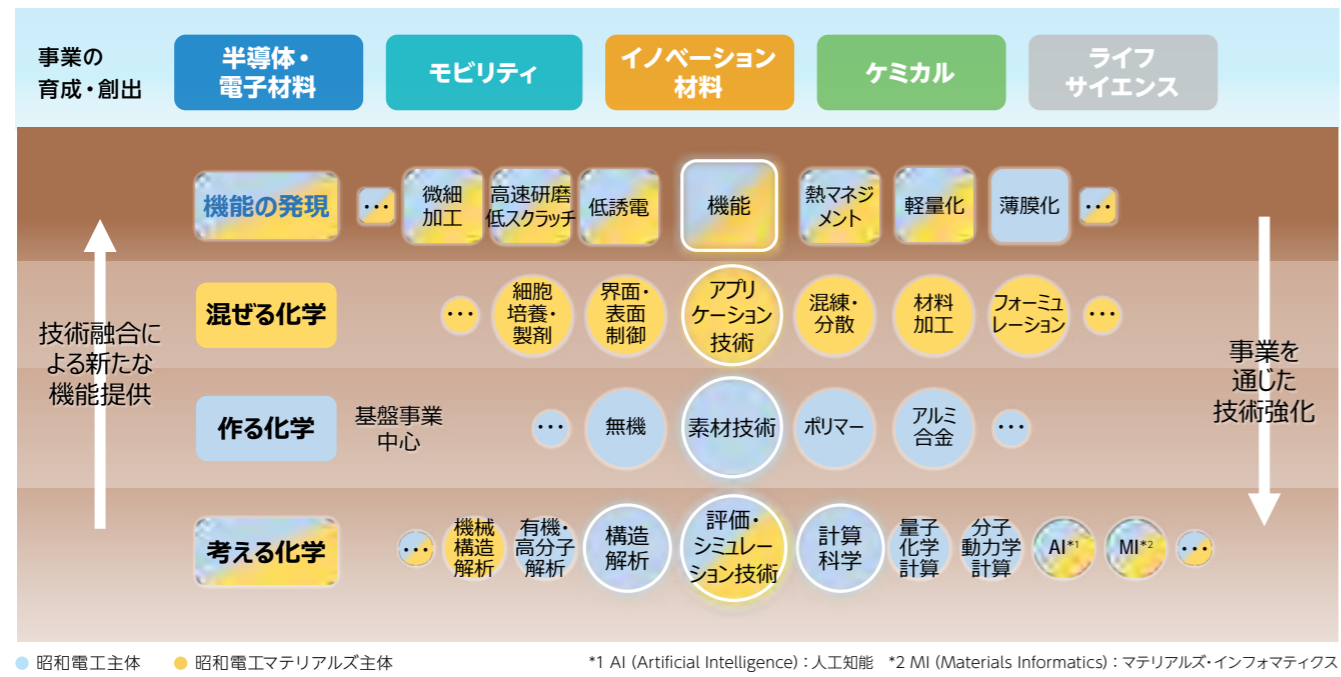 事業の
育成・創出
半導体・
電子材料
モビリティ
イノベーション
材料
ケミカル
ライフ
サイエンス
機能の発現
…
微細
加工
高速研磨
低スクラッチ
低誘電
機能
熱マネジ
メント
軽量化
薄膜化
…
技術融合に
よる新たな
機能提供
混ぜる化学
…
細胞
培養・
製剤
界面・
表面
制御
アプリ
ケーション
技術
混練・
分散
材料
加工
フォーミュ
レーション
…
事業を
通じた
技術強化
作る化学
基盤事業
中心
…
無機
素材技術
ポリマー
アルミ
合金
…
考える化学
…
機械
構造
解析
有機・
高分子
解析
構造
解析
評価・
シミュレー
ション技術
計算
科学
量子
化学
計算
分子
動力学
計算
AI*1
MI*2
…
昭和電工主体
昭和電工マテリアルズ主体
*1 AI (Artificial Intelligence):人工知能 *2 MI (Materials Informatics):マテリアルズ・インフォマティクス